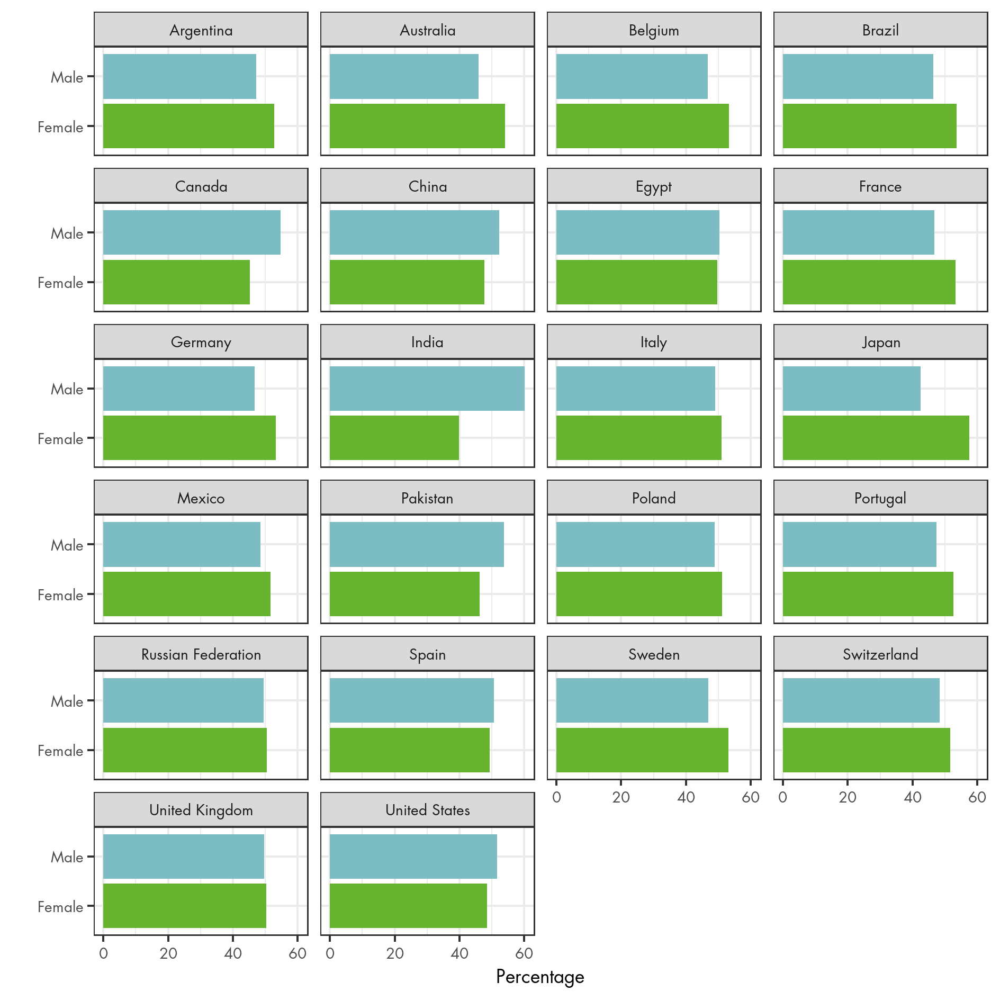 Argentina
Australia
Belgium
Brazil
Male
Female
Canada
China
Egypt
France
Male
Female
Germany
India
Italy
Japan
Male
Female
Mexico
Pakistan
Poland
Portugal
Male
Female
Russian Federation
Spain
Sweden
Switzerland
Male
Female
0 20 40 60
0 20 40 60
United Kingdom
United States
Male
Female
0 20 40 60
0 20 40 60
Percentage